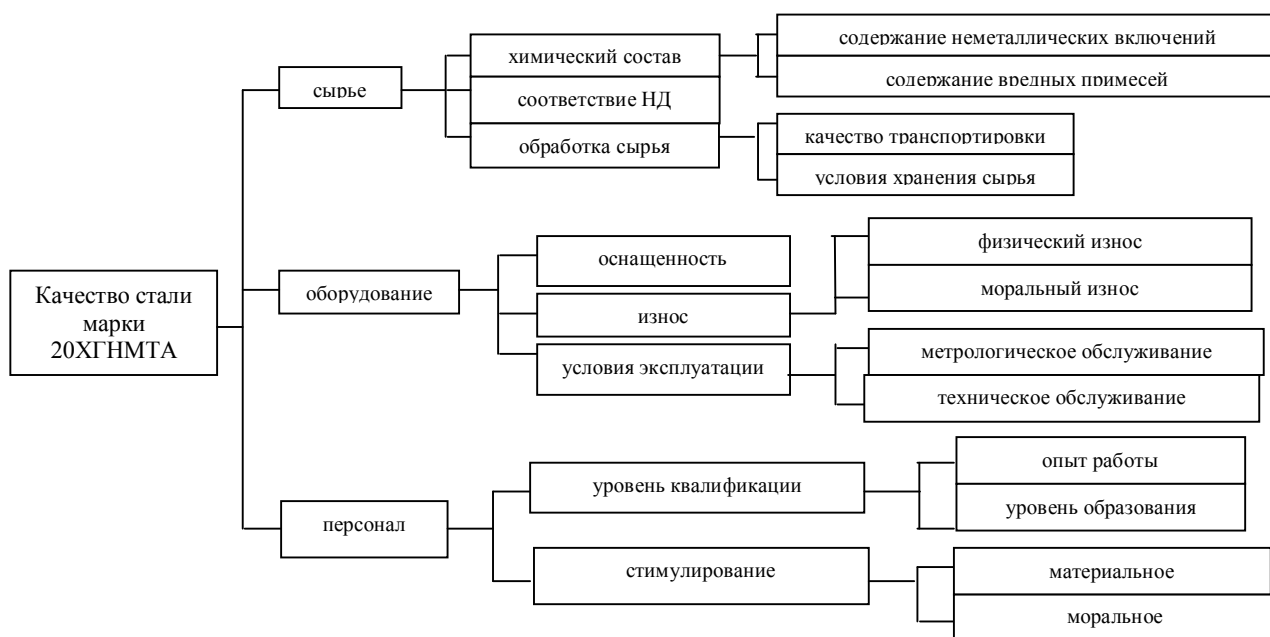 содержание неметаллических включений
химический состав
содержание вредных примесей
сырье
соответствие НД
качество транспортировки
обработка сырья
условия хранения сырья
физический износ
оснащенность
моральный износ
Качество стали
марки
20ХГНМТА
оборудование
износ
метрологическое обслуживание
условия эксплуатации
техническое обслуживание
опыт работы
уровень квалификации
уровень образования
персонал
стимулирование
материальное
моральное